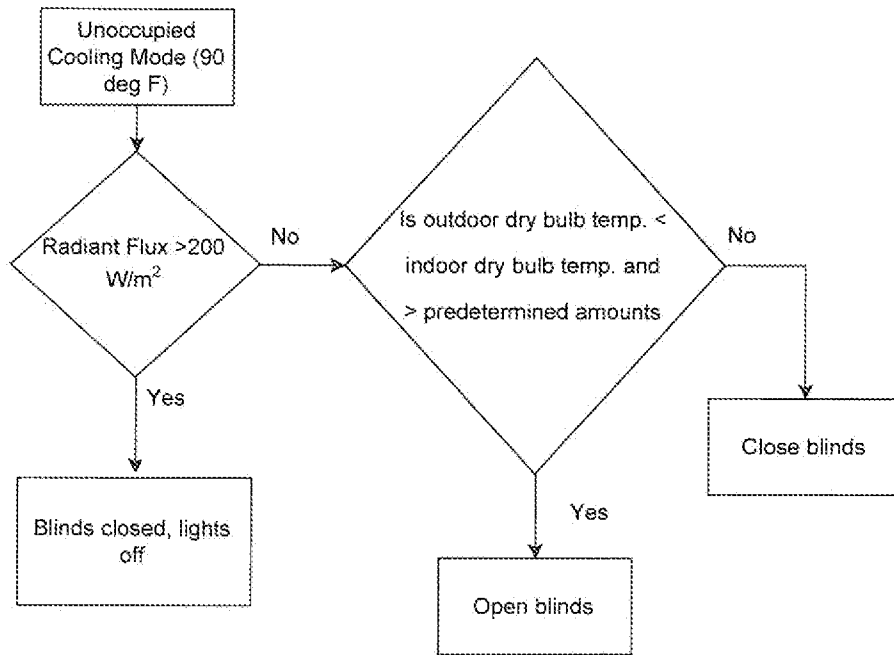 Unoccupied
Cooling Mode (90
deg F)
Radiant Flux >200
W/m²
No
Is outdoor dry bulb temp. <
indoor dry bulb temp. and
> predetermined amounts
No
Yes
Close blinds
Blinds closed, lights
off
Yes
Open blinds